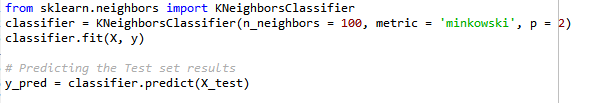 from sklearn.neighbors import KNeighborsClassifier
classifier = KNeighborsClassifier(n_neighbors = 100, metric = 'minkowski', p = 2)
classifier.fit(X, y)
# Predicting the Test set results
y_pred = classifier.predict(X_test)